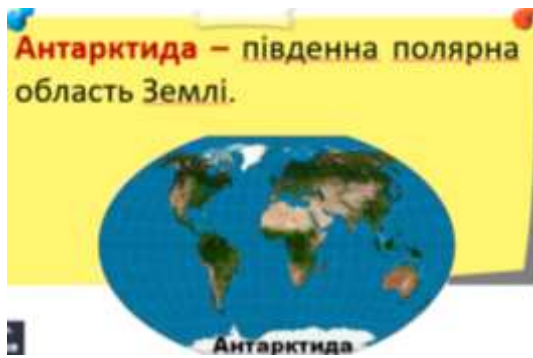 Антарктида – південна полярна
область Землі.
Антарктида